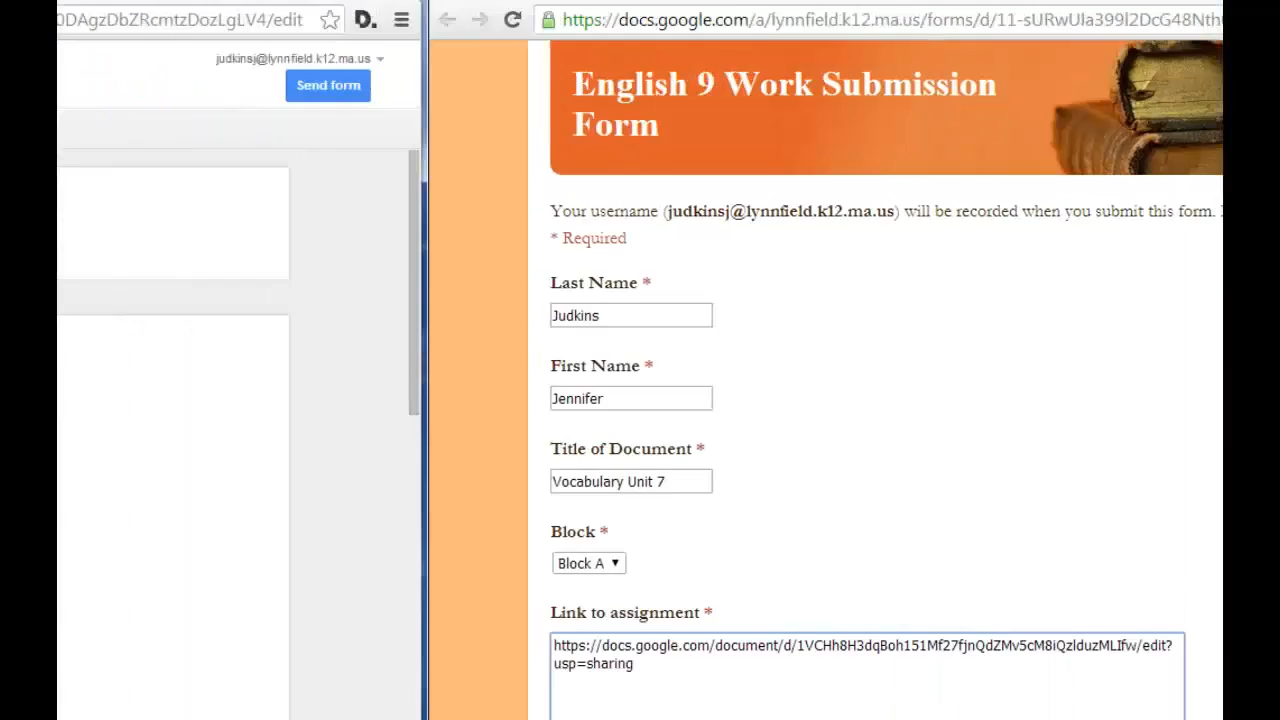 0DAgzDbZRcmtzDozLgLV4/edit
D.
judkinsj@lynnfield.k12.ma.us
Send form
https://docs.google.com/a/lynnfield.k12.ma.us/forms/d/11-sURwUJa399l2DcG48Nth
English 9 Work Submission
Form
Your username (judkinsj@lynnfield.k12.ma.us) will be recorded when you submit this form.
* Required
Last Name *
Judkins
First Name *
Jennifer
Title of Document *
Vocabulary Unit 7
Block *
Block A
Link to assignment *
https://docs.google.com/document/d/1VCHh8H3dqBoh151Mf27fjnQdZMv5cM8iQzlduzMLIfw/edit?
usp=sharing